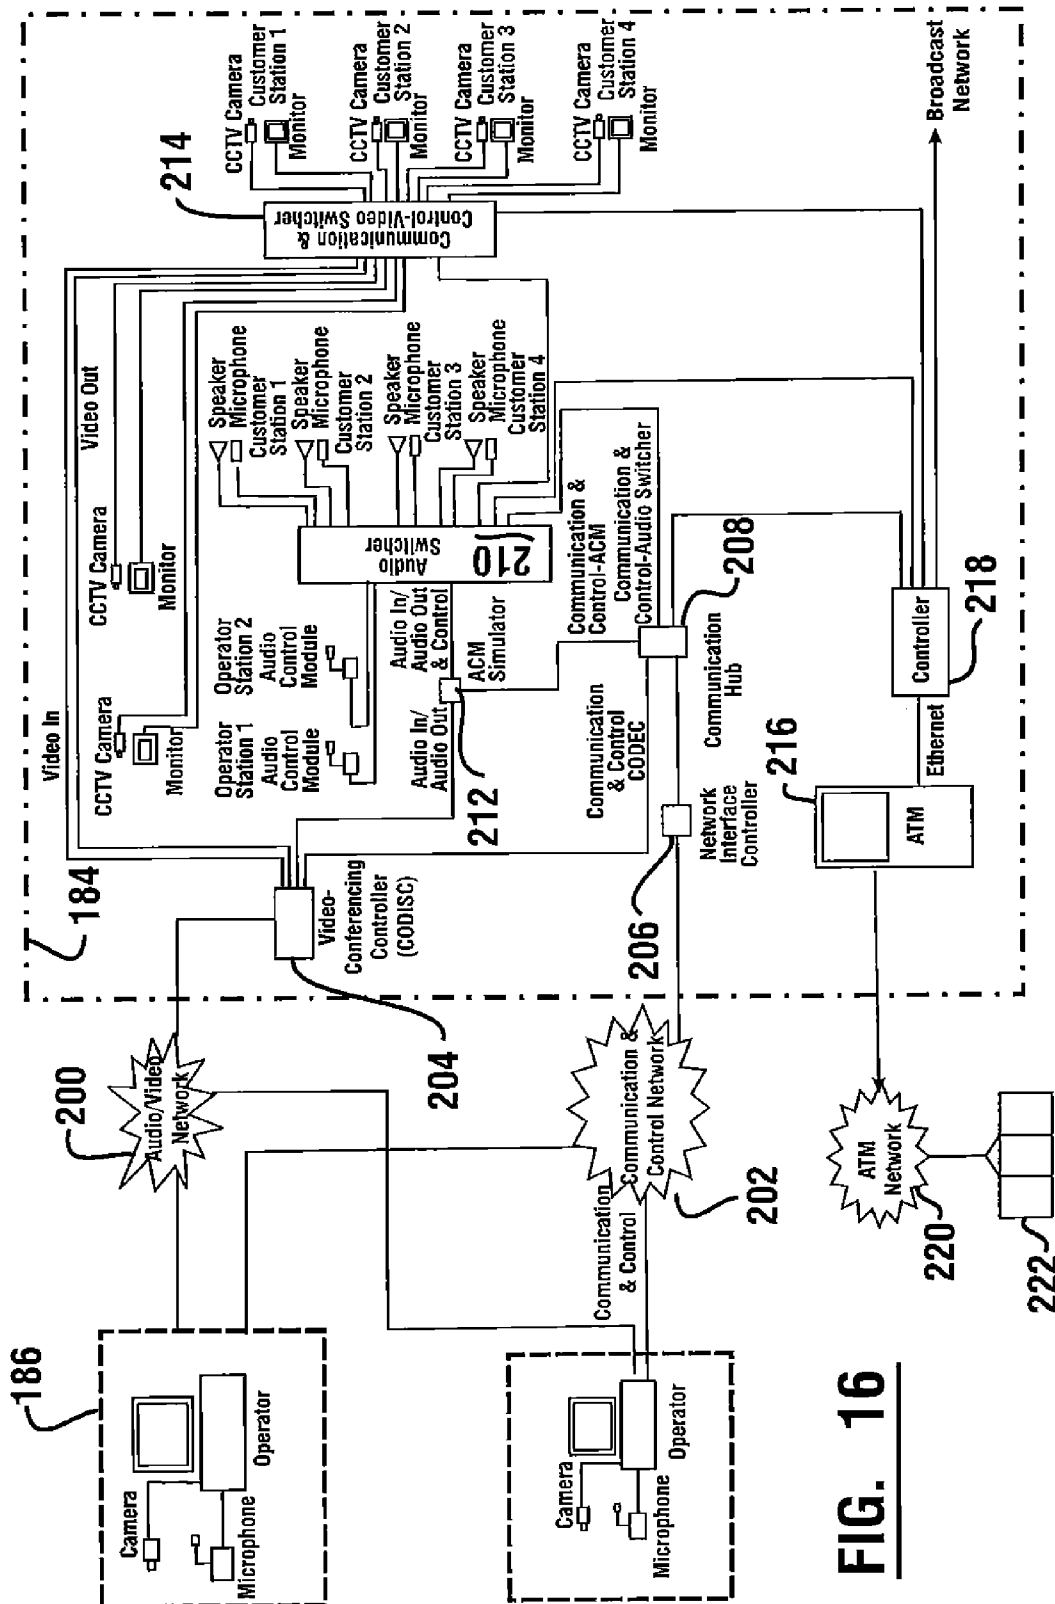 184
Video In
Video Out
CCTV Camera
Monitor
CCTV Camera
Monitor
214
Communication &
Control-Video Switcher
CCTV Camera
Customer
Station 1
Monitor
CCTV Camera
Customer
Station 2
Monitor
CCTV Camera
Customer
Station 3
Monitor
CCTV Camera
Customer
Station 4
Monitor
Speaker
Microphone
Customer
Station 1
Speaker
Microphone
Customer
Station 2
Speaker
Microphone
Customer
Station 3
Speaker
Microphone
Customer
Station 4
Operator
Station 1
Audio
Control
Module
Operator
Station 2
Audio
Control
Module
Audio
Switcher
210
Audio In/
Audio Out
Audio In/
Audio Out
& Control
ACM
Simulator
212
Video-
Conferencing
Controller
(CODISC)
204
Communication &
Control-ACM
Communication &
Control-Audio Switcher
Communication
& Control
CODEC
208
Communication
Hub
206
Network
Interface
Controller
216
ATM
Ethernet
Controller
218
Broadcast
Network
200
Audio/Video
Network
Communication &
Control Network
202
Communication
& Control
ATM
Network
220
222
186
Camera
Microphone
Operator
Camera
Microphone
Operator
FIG. 16